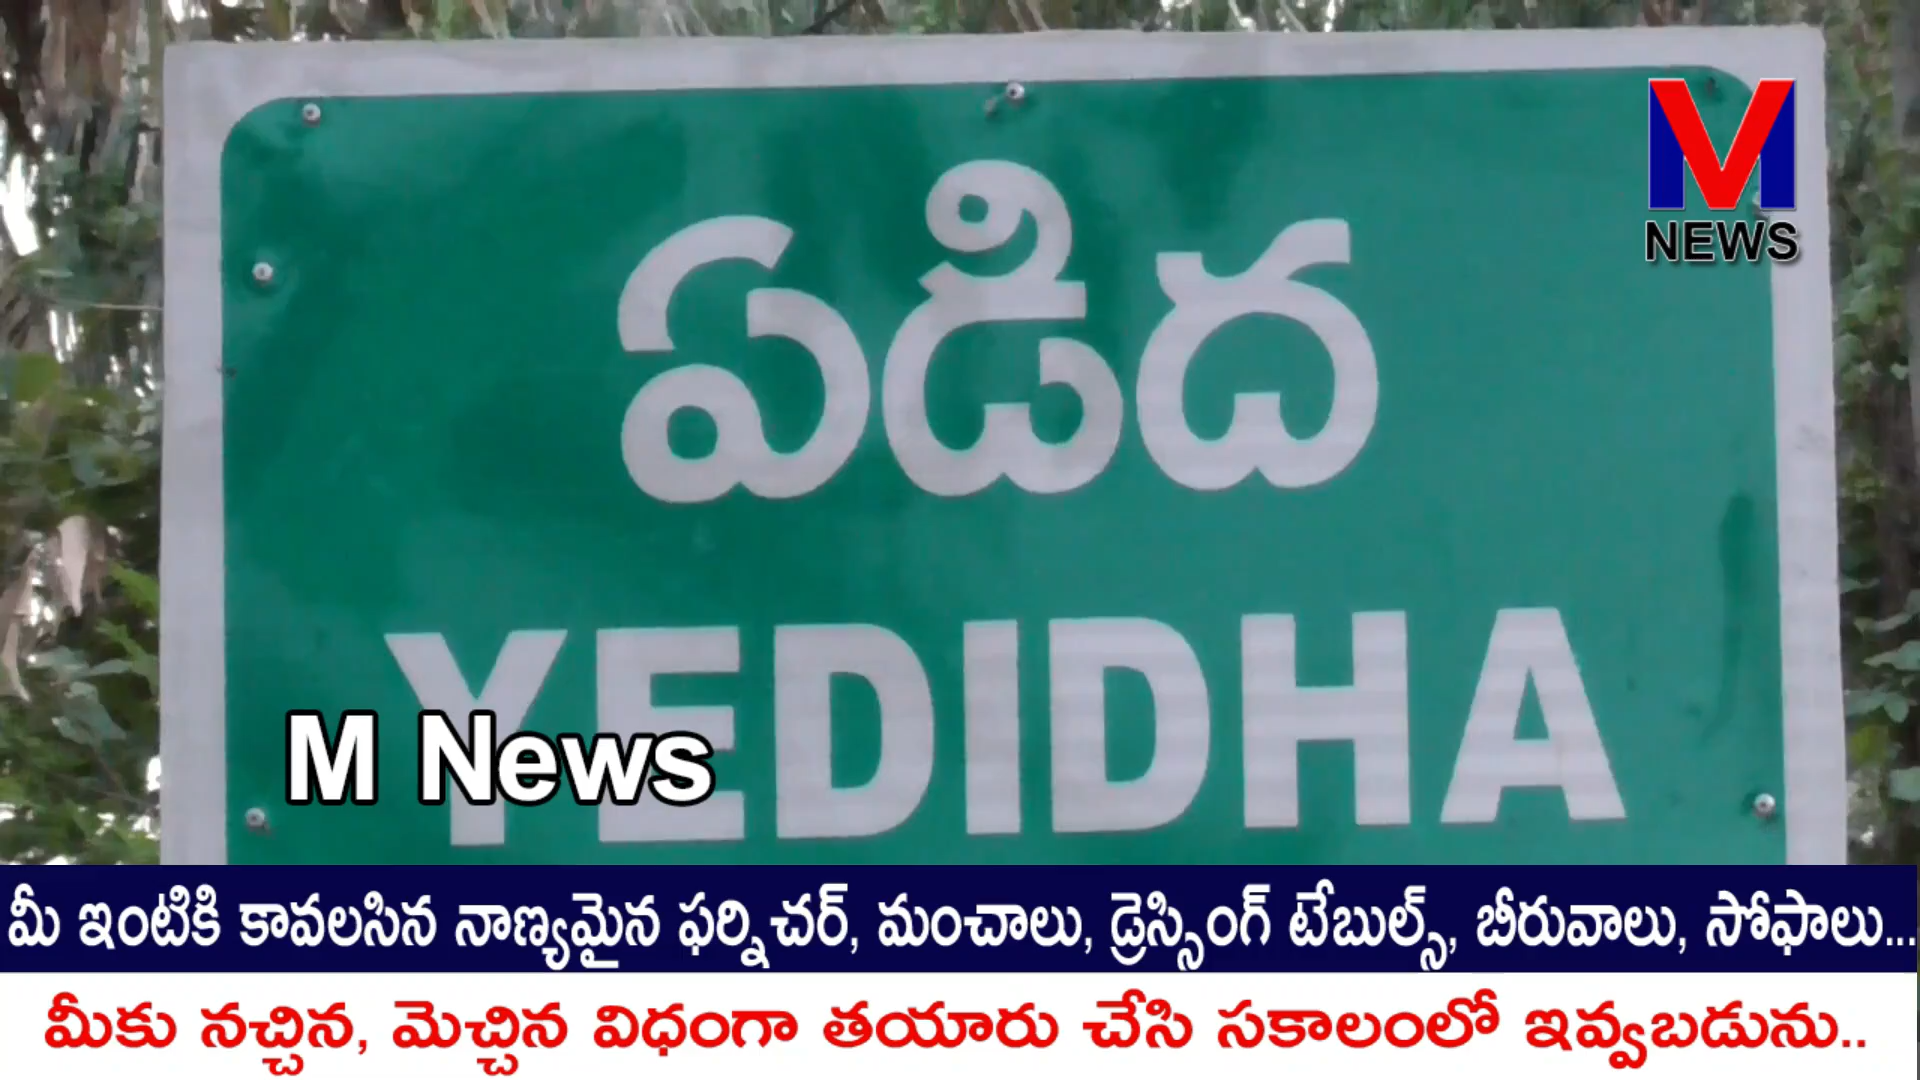 M
NEWS
ఏడిద
YEDIDHA
M News
మీ ఇంటికి కావలసిన నాణ్యమైన ఫర్నిచర్, మంచాలు, డ్రెస్సింగ్ టేబుల్స్, బీరువాలు, సోఫాలు...
మీకు నచ్చిన, మెచ్చిన విధంగా తయారు చేసి సకాలంలో ఇవ్వబడును..